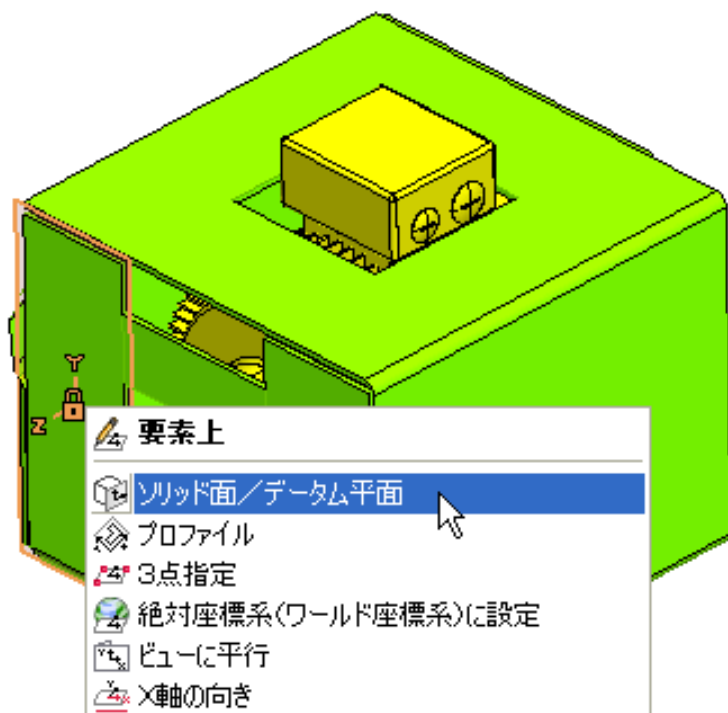 Y
Z
要素上
ソリッド面／データム平面
プロファイル
3点指定
絶対座標系(ワールド座標系)に設定
ビューに平行
X軸の向き